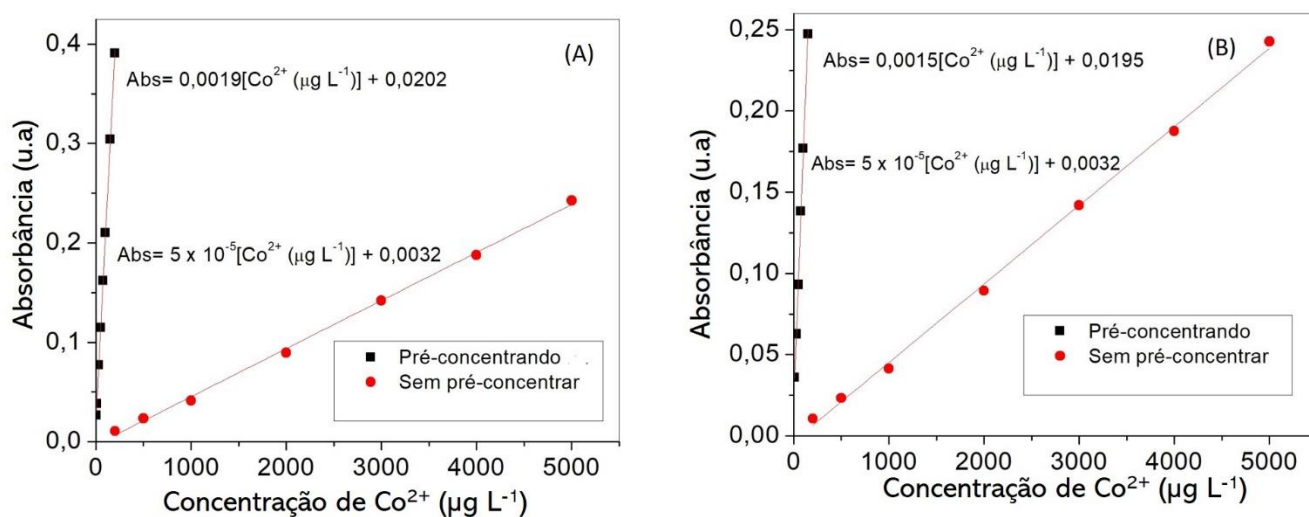 (A)
Abs= 0,0019[Co²⁺ (µg L⁻¹)] + 0,0202
Abs= 5 x 10⁻⁵[Co²⁺ (µg L⁻¹)] + 0,0032
Absorbância (u.a)
0,4
0,3
0,2
0,1
0,0
Pré-concentrando
Sem pré-concentrar
0 1000 2000 3000 4000 5000
Concentração de Co²⁺ (µg L⁻¹)
(B)
Abs= 0,0015[Co²⁺ (µg L⁻¹)] + 0,0195
Abs= 5 x 10⁻⁵[Co²⁺ (µg L⁻¹)] + 0,0032
Absorbância (u.a)
0,25
0,20
0,15
0,10
0,05
0,00
Pré-concentrando
Sem pré-concentrar
0 1000 2000 3000 4000 5000
Concentração de Co²⁺ (µg L⁻¹)